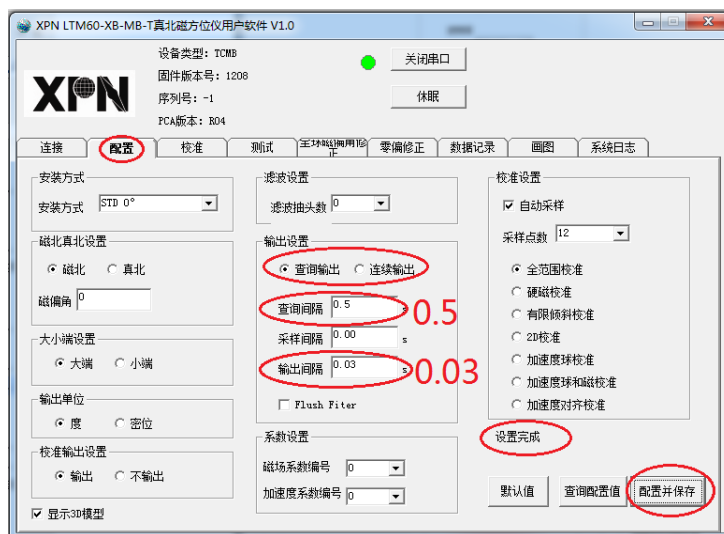 XPN LTM60-XB-MB-T真北磁方位仪用户软件 V1.0
XPN
设备类型: TCMB
固件版本号: 1208
序列号: -1
PCA版本: R04
关闭串口
休眠
连接
配置
校准
测试
正
零偏修正
数据记录
画图
系统日志
安装方式
安装方式 STD 0°
磁北真北设置
磁北 真北
磁偏角 0
大小端设置
大端 小端
输出单位
度 密位
校准输出设置
输出 不输出
显示3D模型
滤波设置
滤波抽头数 0
输出设置
查询输出 连续输出
查询间隔 0.5 s 0.5
采样间隔 0.00 s
输出间隔 0.03 s 0.03
Flush Fiter
系数设置
磁场系数编号 0
加速度系数编号 0
校准设置
自动采样
采样点数 12
全范围校准
硬磁校准
有限倾斜校准
2D校准
加速度球校准
加速度球和磁校准
加速度对齐校准
设置完成
默认值
查询配置值
配置并保存